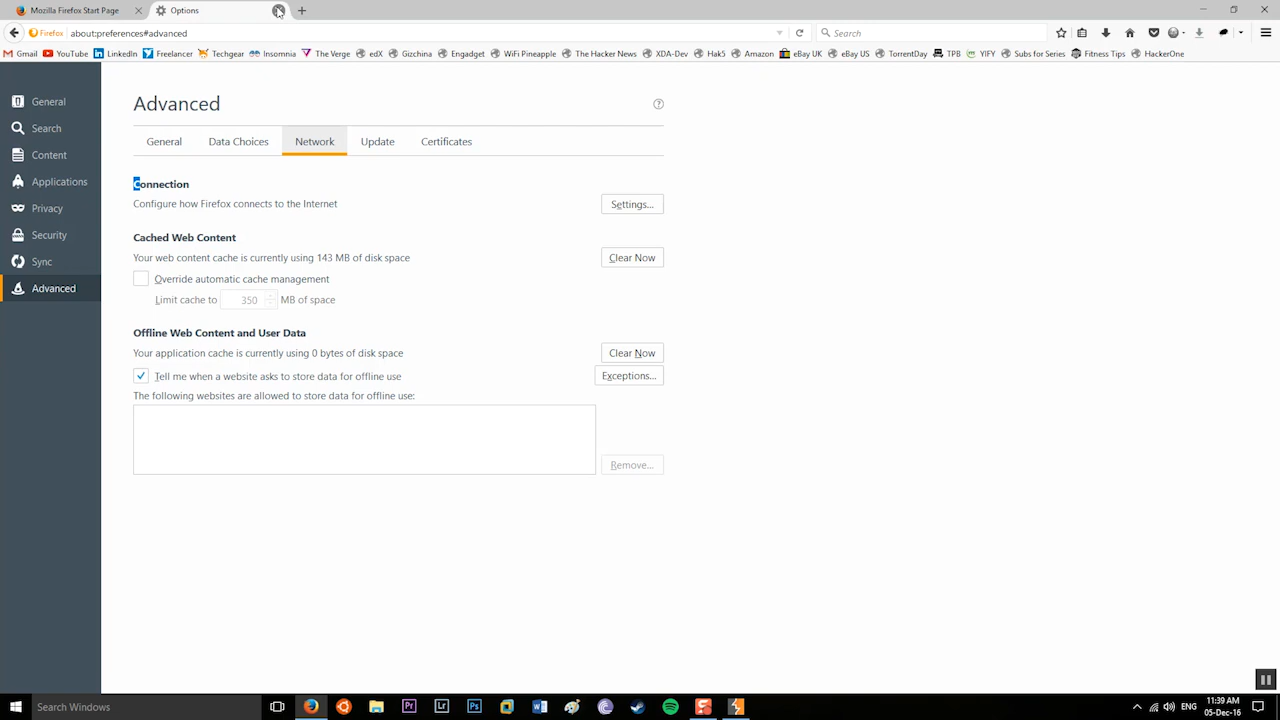 Mozilla Firefox Start Page
Options
Firefox about:preferences#advanced
Search
Gmail YouTube LinkedIn Freelancer Techgear Insomnia The Verge edX Gizchina Engadget WiFi Pineapple The Hacker News XDA-Dev Hak5 Amazon eBay UK eBay US TorrentDay TPB YIFY Subs for Series Fitness Tips HackerOne
General
Search
Content
Applications
Privacy
Security
Sync
Advanced
Advanced
General Data Choices Network Update Certificates
Connection
Configure how Firefox connects to the Internet Settings...
Cached Web Content
Your web content cache is currently using 143 MB of disk space Clear Now
Override automatic cache management
Limit cache to 350 MB of space
Offline Web Content and User Data
Your application cache is currently using 0 bytes of disk space Clear Now
Tell me when a website asks to store data for offline use Exceptions...
The following websites are allowed to store data for offline use:
Remove...
Search Windows
Pr Lr Ps
ENG
11:39 AM
05-Dec-16